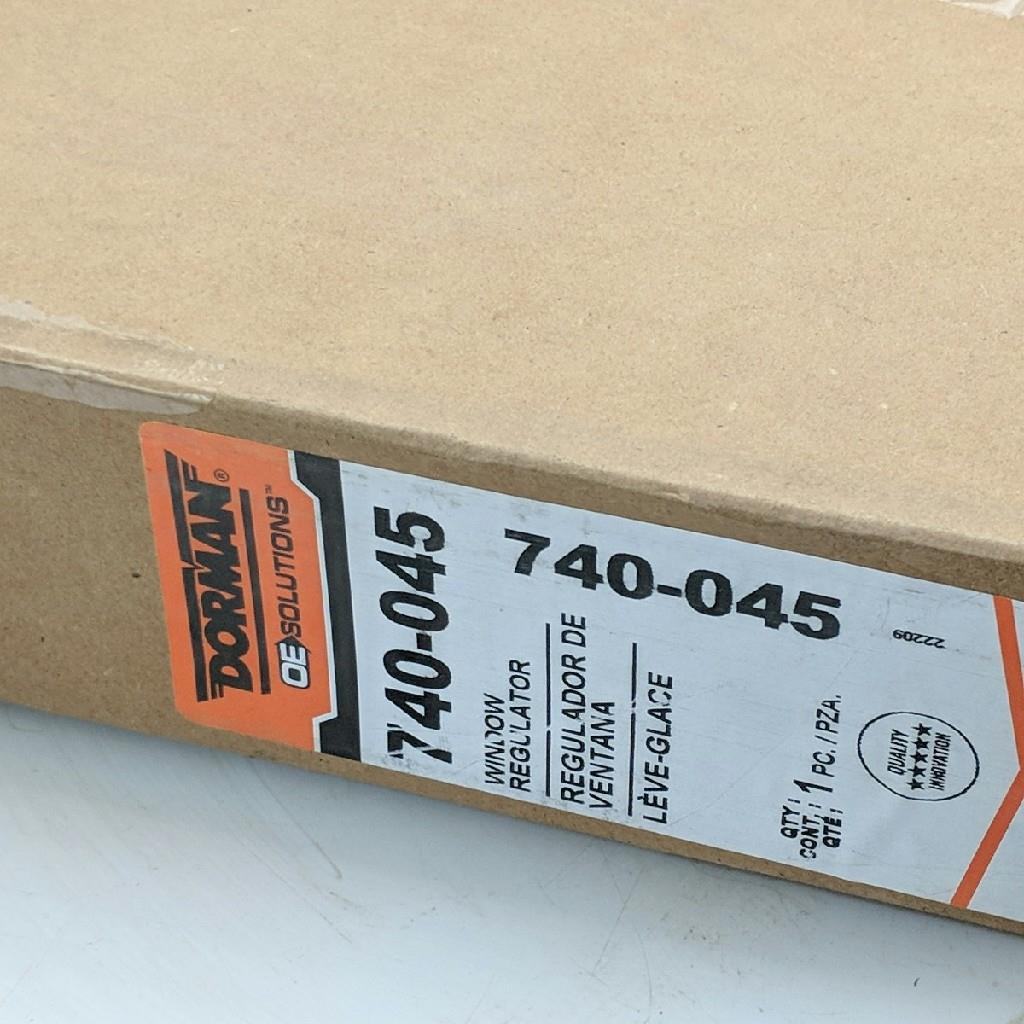 DORMAN®
OE SOLUTIONS™
740-045
740-045
WINDOW
REGULATOR
REGULADOR DE
VENTANA
LÈVE-GLACE
QTY:
CONT.: 1 PC. / PZA.
QTÉ:
22209
QUALITY
★★★★★
INNOVATION